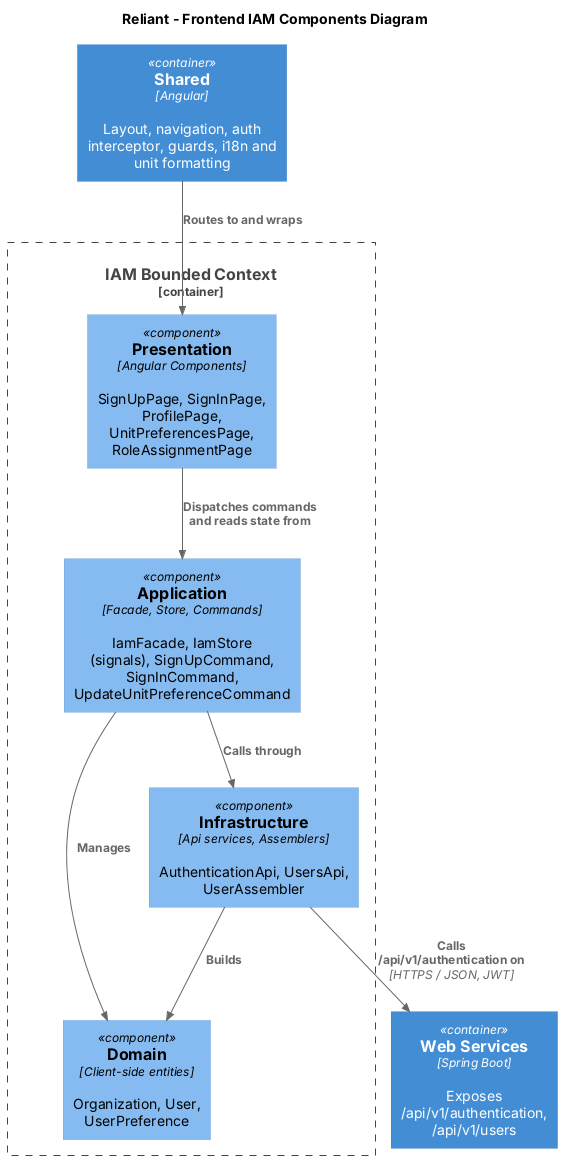 Reliant - Frontend IAM Components Diagram
«container»
Shared
[Angular]
Layout, navigation, auth
interceptor, guards, i18n and
unit formatting
Routes to and wraps
IAM Bounded Context
[container]
«component»
Presentation
[Angular Components]
SignUpPage, SignInPage,
ProfilePage,
UnitPreferencesPage,
RoleAssignmentPage
Dispatches commands
and reads state from
«component»
Application
[Facade, Store, Commands]
IamFacade, IamStore
(signals), SignUpCommand,
SignInCommand,
UpdateUnitPreferenceCommand
Calls through
«component»
Infrastructure
[Api services, Assemblers]
AuthenticationApi, UsersApi,
UserAssembler
Manages
Builds
Calls
/api/v1/authentication on
[HTTPS / JSON, JWT]
«component»
Domain
[Client-side entities]
Organization, User,
UserPreference
«container»
Web Services
[Spring Boot]
Exposes
/api/v1/authentication,
/api/v1/users